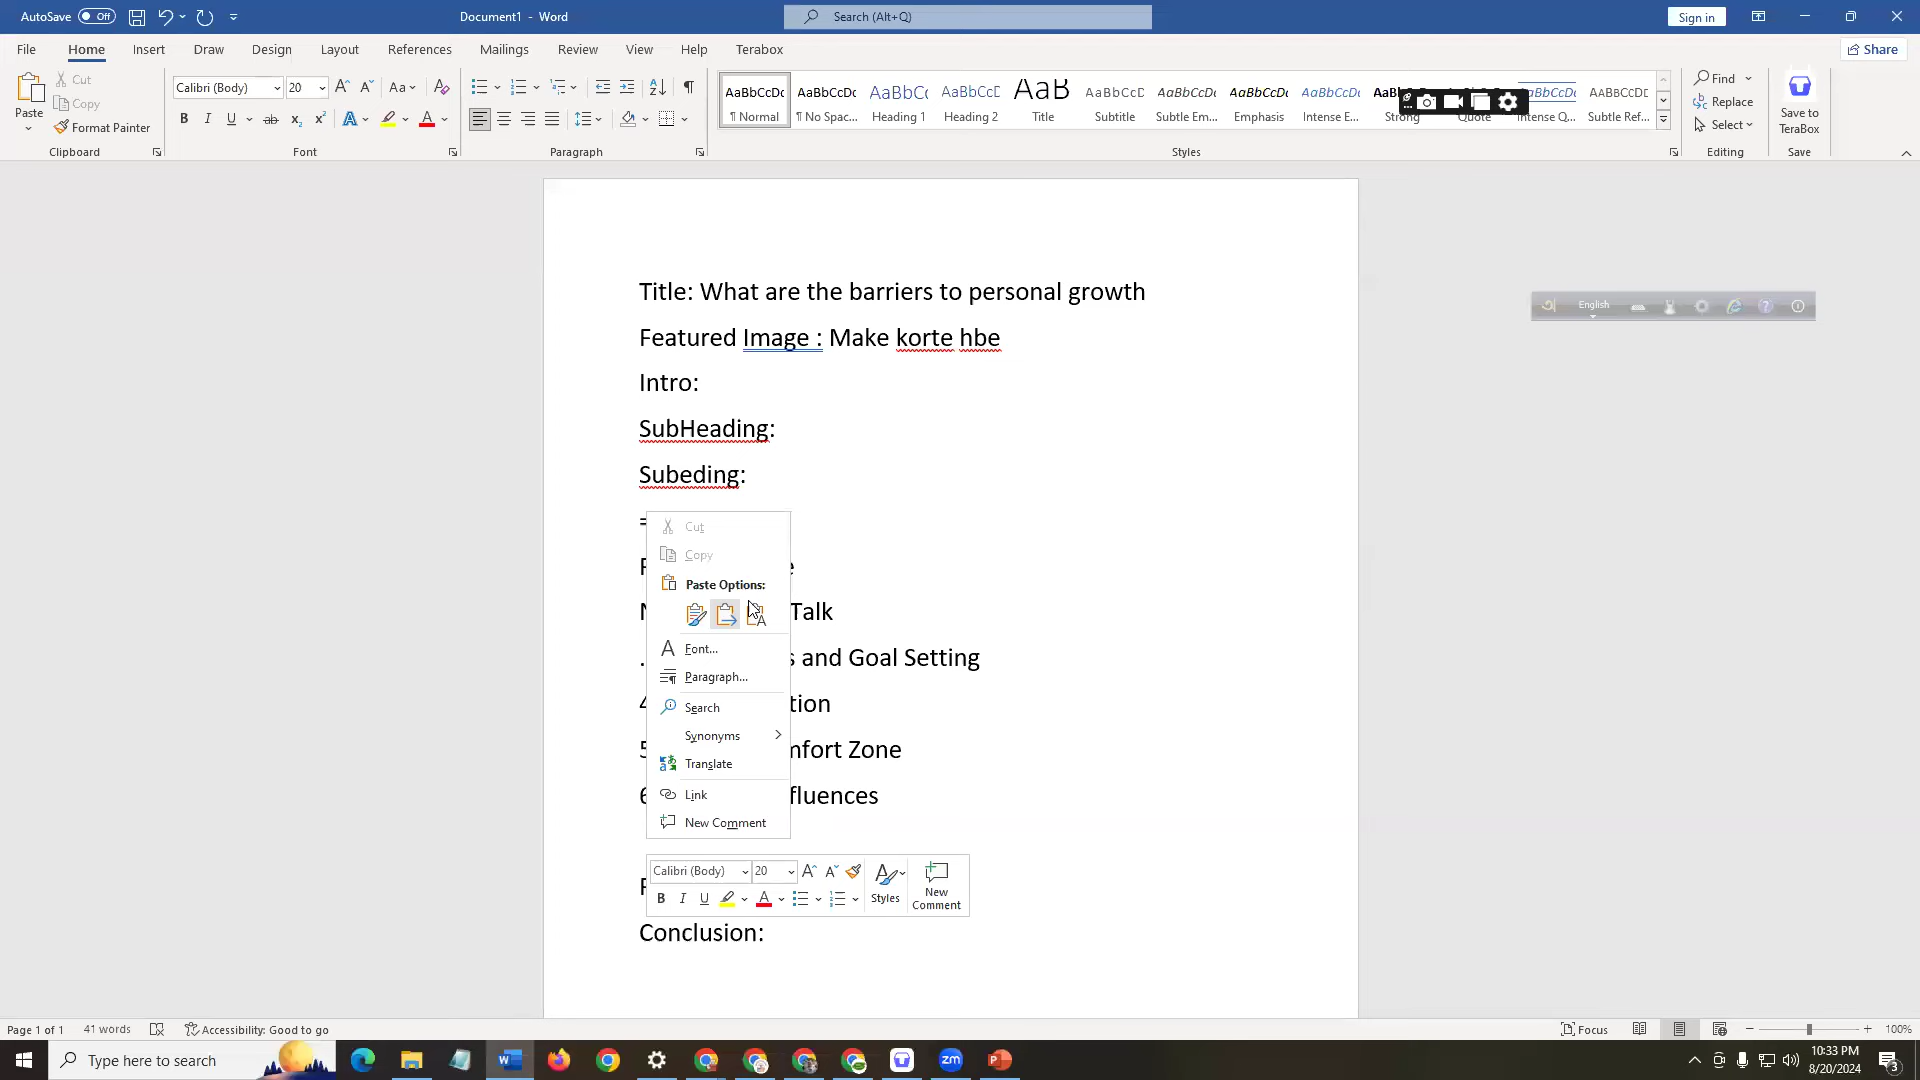 AutoSave Off Document1 - Word Search (Alt+Q) Sign in
File Home Insert Draw Design Layout References Mailings Review View Help Terabox Share
Paste
Cut
Copy
Format Painter
Clipboard
Calibri (Body) 20
Font
Paragraph
AaBbCcDc AaBbCcDc AaBbCc AaBbCcD AaB AaBbCcD AaBbCcDc AaBbCcDc AaBbCcDc AABBCCDE
¶ Normal ¶ No Spac... Heading 1 Heading 2 Title Subtitle Subtle Em... Emphasis Intense E... Strong Quote Intense Q... Subtle Ref...
Styles
Find
Replace
Select
Editing
Save to
TeraBox
Save
English
Title: What are the barriers to personal growth
Featured Image : Make korte hbe
Intro:
SubHeading:
Subeding:
Talk
and Goal Setting
tion
mfort Zone
fluences
Conclusion:
Cut
Copy
Paste Options:
Font...
Paragraph...
Search
Synonyms
Translate
Link
New Comment
Calibri (Body) 20
Styles
New
Comment
Page 1 of 1 41 words Accessibility: Good to go Focus 100%
Type here to search
10:33 PM
8/20/2024
3